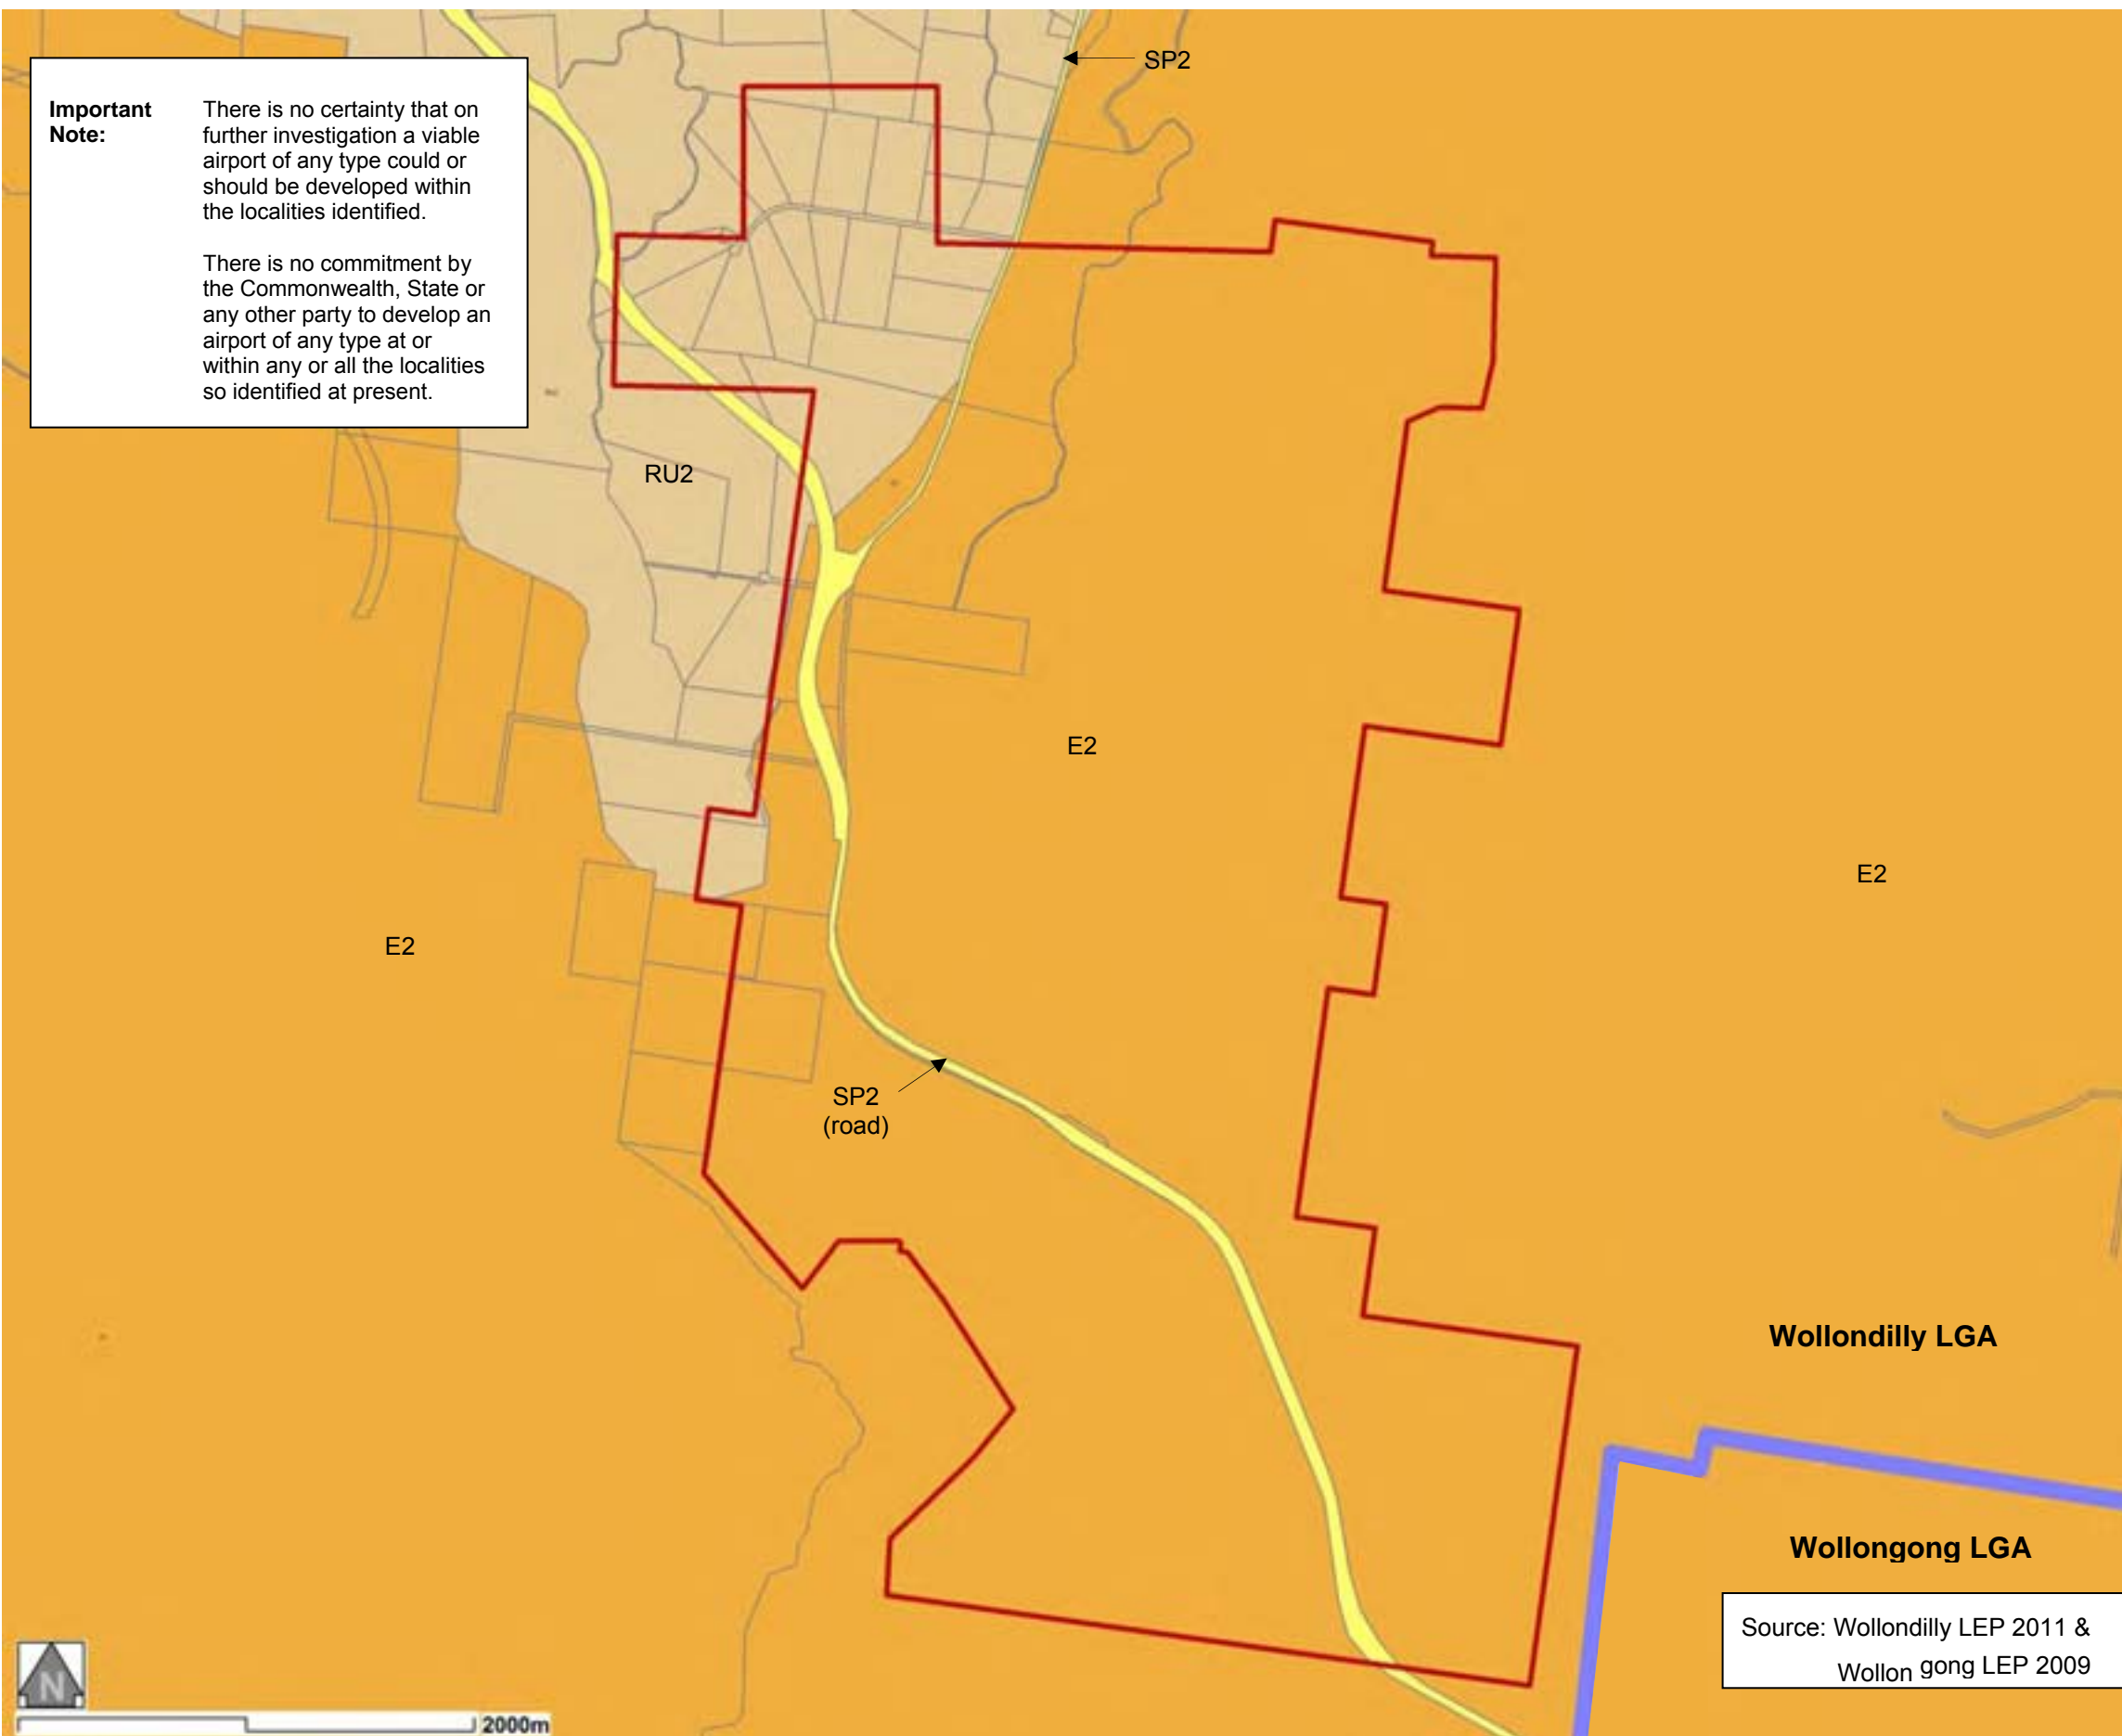 SP2
Important
Note:
There is no certainty that on
further investigation a viable
airport of any type could or
should be developed within
the localities identified.
There is no commitment by
the Commonwealth, State or
any other party to develop an
airport of any type at or
within any or all the localities
so identified at present.
RU2
E2
E2
E2
SP2
(road)
Wollondilly LGA
Wollongong LGA
Source: Wollondilly LEP 2011 &
Wollon gong LEP 2009
N
2000m